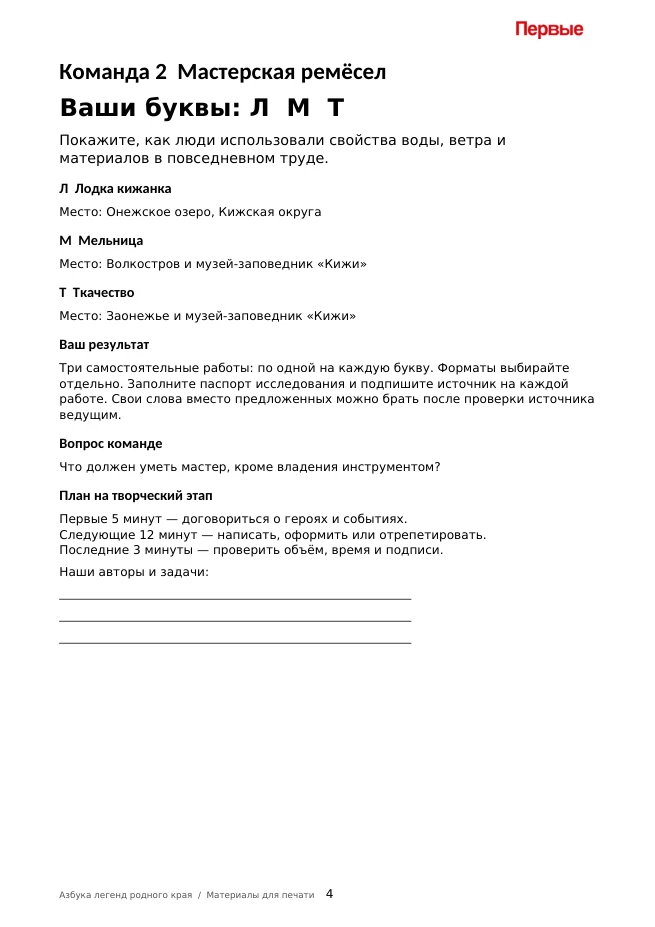 Первые
Команда 2 Мастерская ремёсел
Ваши буквы: Л М Т
Покажите, как люди использовали свойства воды, ветра и
материалов в повседневном труде.
Л Лодка кижанка
Место: Онежское озеро, Кижская округа
М Мельница
Место: Волкостров и музей-заповедник «Кижи»
Т Ткачество
Место: Заонежье и музей-заповедник «Кижи»
Ваш результат
Три самостоятельные работы: по одной на каждую букву. Форматы выбирайте
отдельно. Заполните паспорт исследования и подпишите источник на каждой
работе. Свои слова вместо предложенных можно брать после проверки источника
ведущим.
Вопрос команде
Что должен уметь мастер, кроме владения инструментом?
План на творческий этап
Первые 5 минут — договориться о героях и событиях.
Следующие 12 минут — написать, оформить или отрепетировать.
Последние 3 минуты — проверить объём, время и подписи.
Наши авторы и задачи:
Азбука легенд родного края / Материалы для печати 4